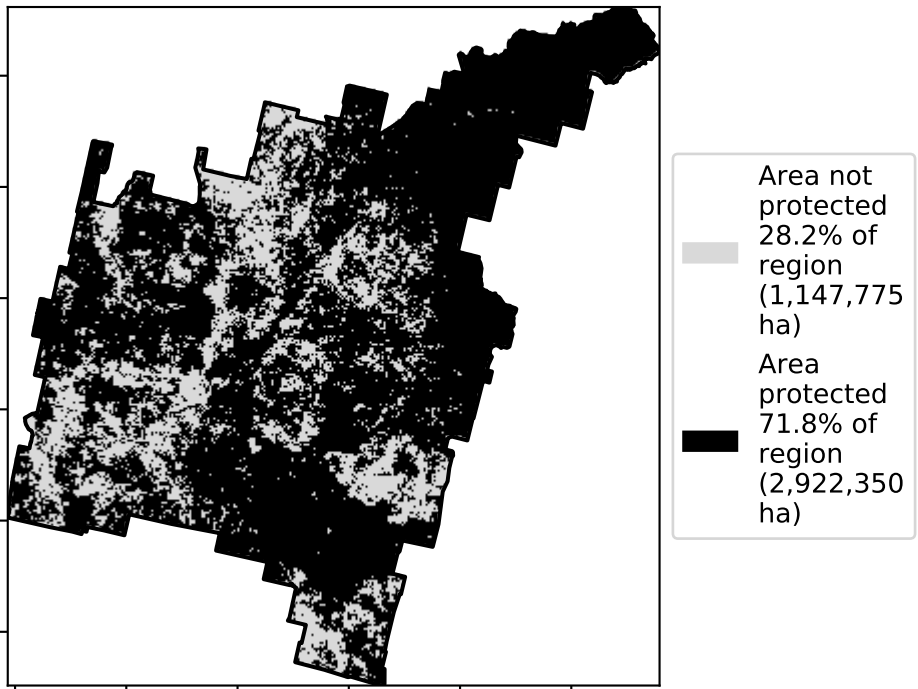 Area not
protected
28.2% of
region
(1,147,775
ha)
Area
protected
71.8% of
region
(2,922,350
ha)